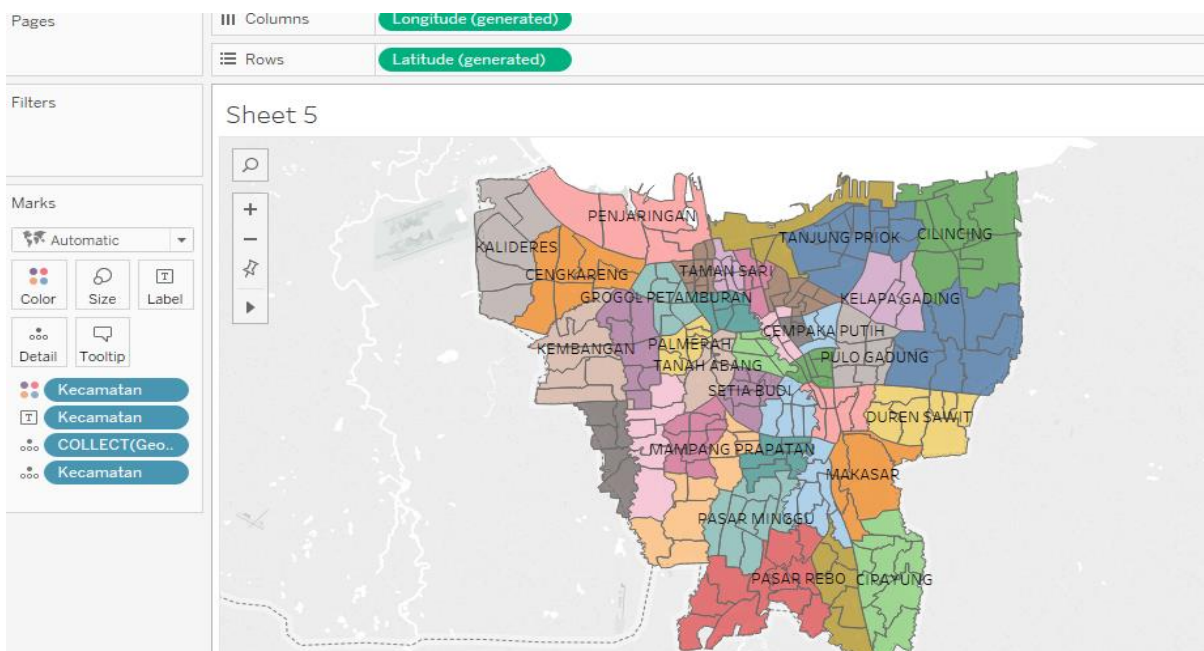 Pages
Columns
Longitude (generated)
Rows
Latitude (generated)
Filters
Sheet 5
Marks
Automatic
Color
Size
Label
Detail
Tooltip
Kecamatan
Kecamatan
COLLECT(Geo..
Kecamatan
PENJARINGAN
TANJUNG PRIOK
CILINCING
KALIDERES
CENGKARENG
TAMAN SARI
GROGOL PETAMBURAN
KELAPA GADING
CEMPAKA PUTIH
KEMBANGAN
PALMERAH
PULO GADUNG
TANAH ABANG
SETIA BUDI
DUREN SAWIT
MAMPANG PRAPATAN
MAKASAR
PASAR MINGGU
PASAR REBO
CIPAYUNG